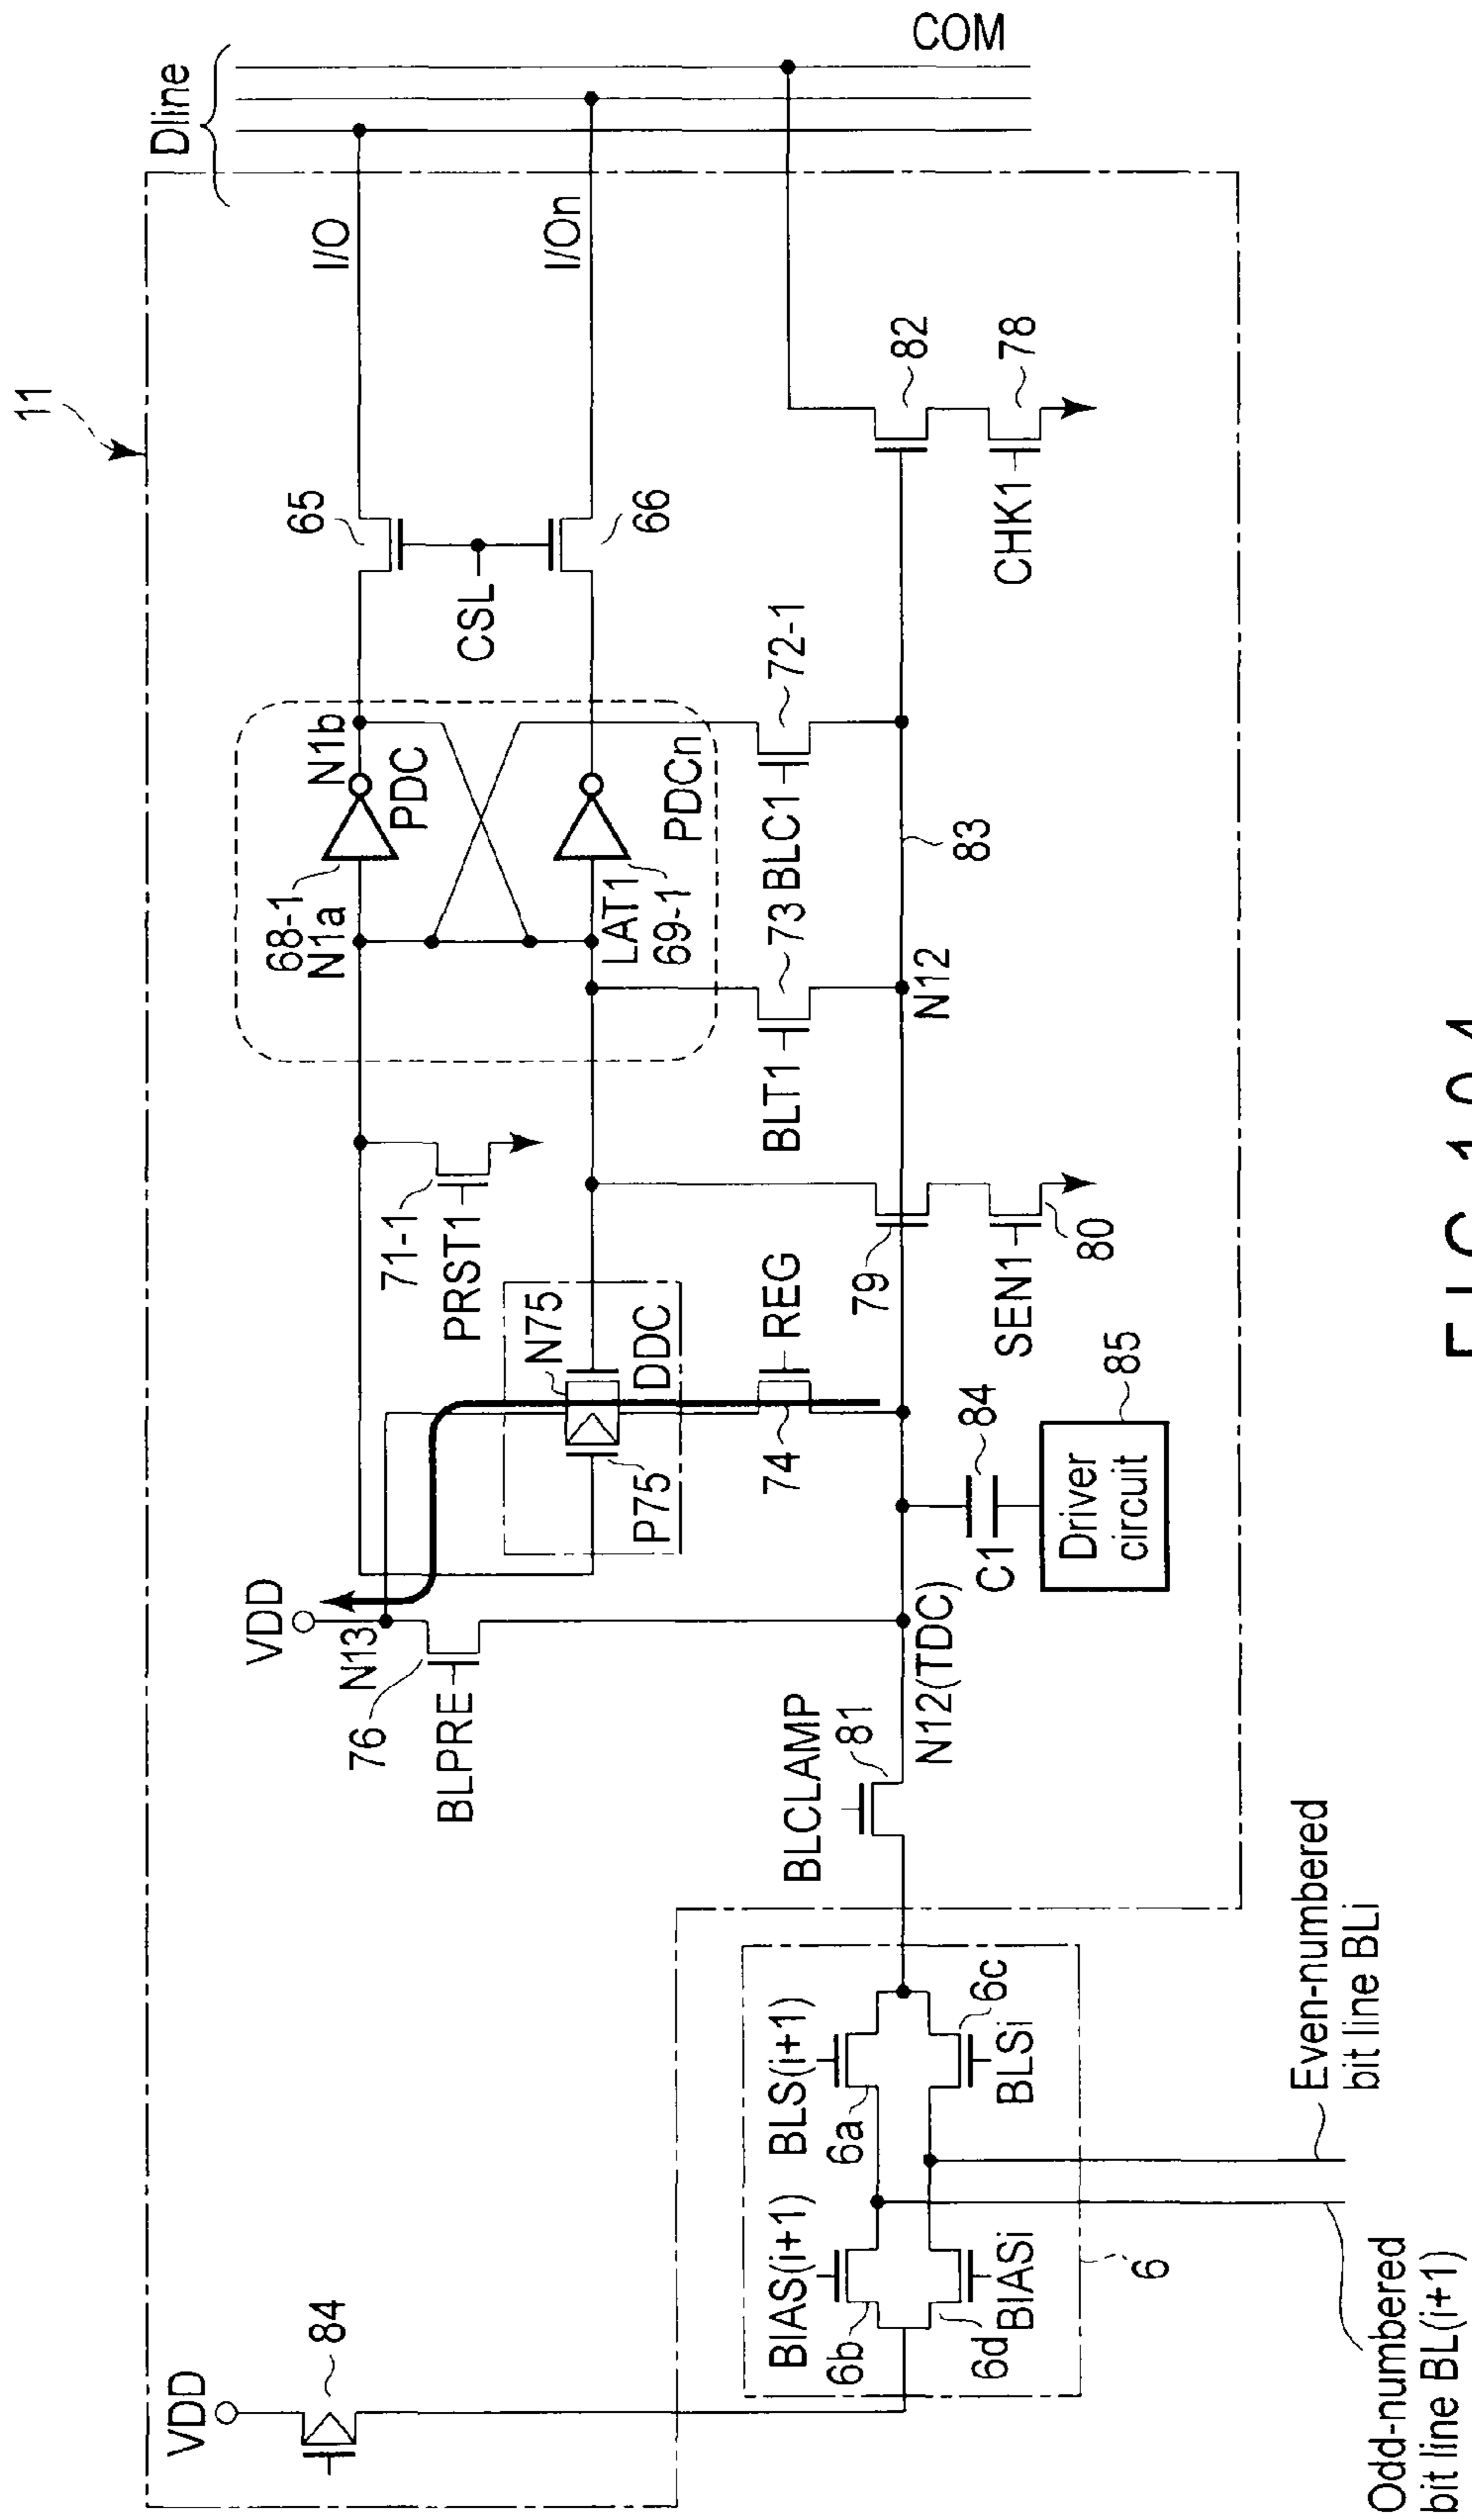 11
Dline
COM
I/O
I/On
65
66
CSL
82
78
CHK1
N1b
PDC
PDCn
72-1
BLC1
83
68-1
N1a
LAT1
69-1
73
BLT1
N12
71-1
PRST1
79
SEN1
80
N75
DDC
P75
REG
74
84
C1
85
Driver
circuit
VDD
N13
76
BLPRE
N12(TDC)
BLCLAMP
81
BLS(i+1)
6a
6c
BLSi
BIAS(i+1)
6b
6d
BIASi
6
VDD
84
Even-numbered
bit line BLi
Odd-numbered
bit line BL(i+1)